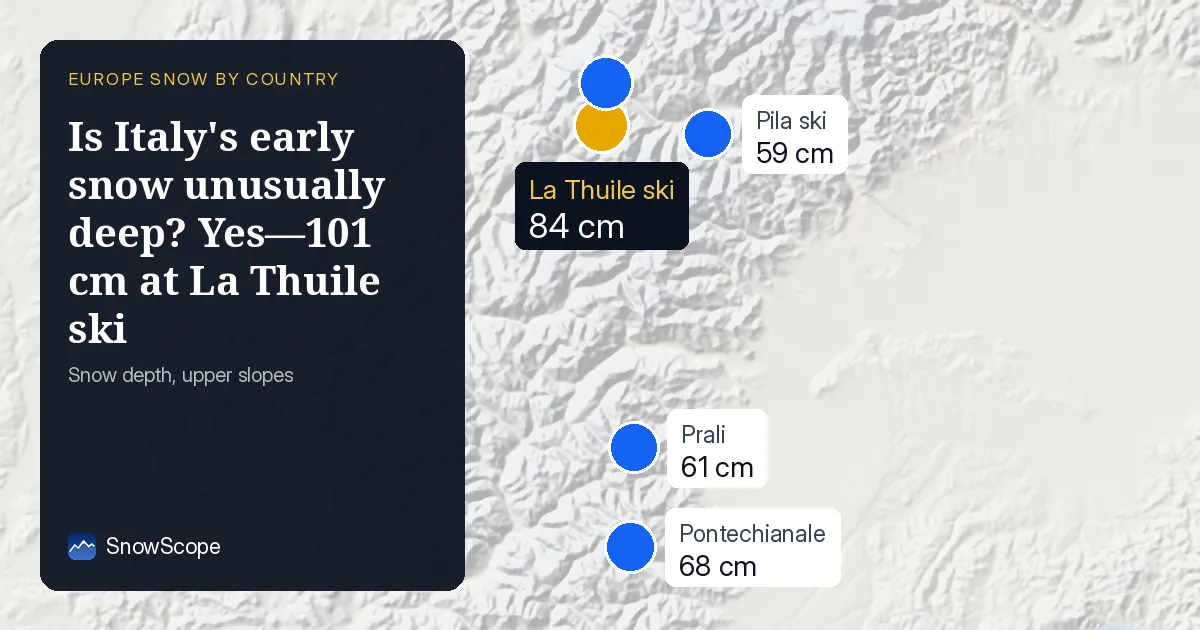 EUROPE SNOW BY COUNTRY
Is Italy's early
snow unusually
deep? Yes—101
cm at La Thuile
ski
Snow depth, upper slopes
SnowScope
Pila ski
59 cm
La Thuile ski
84 cm
Prali
61 cm
Pontechianale
68 cm